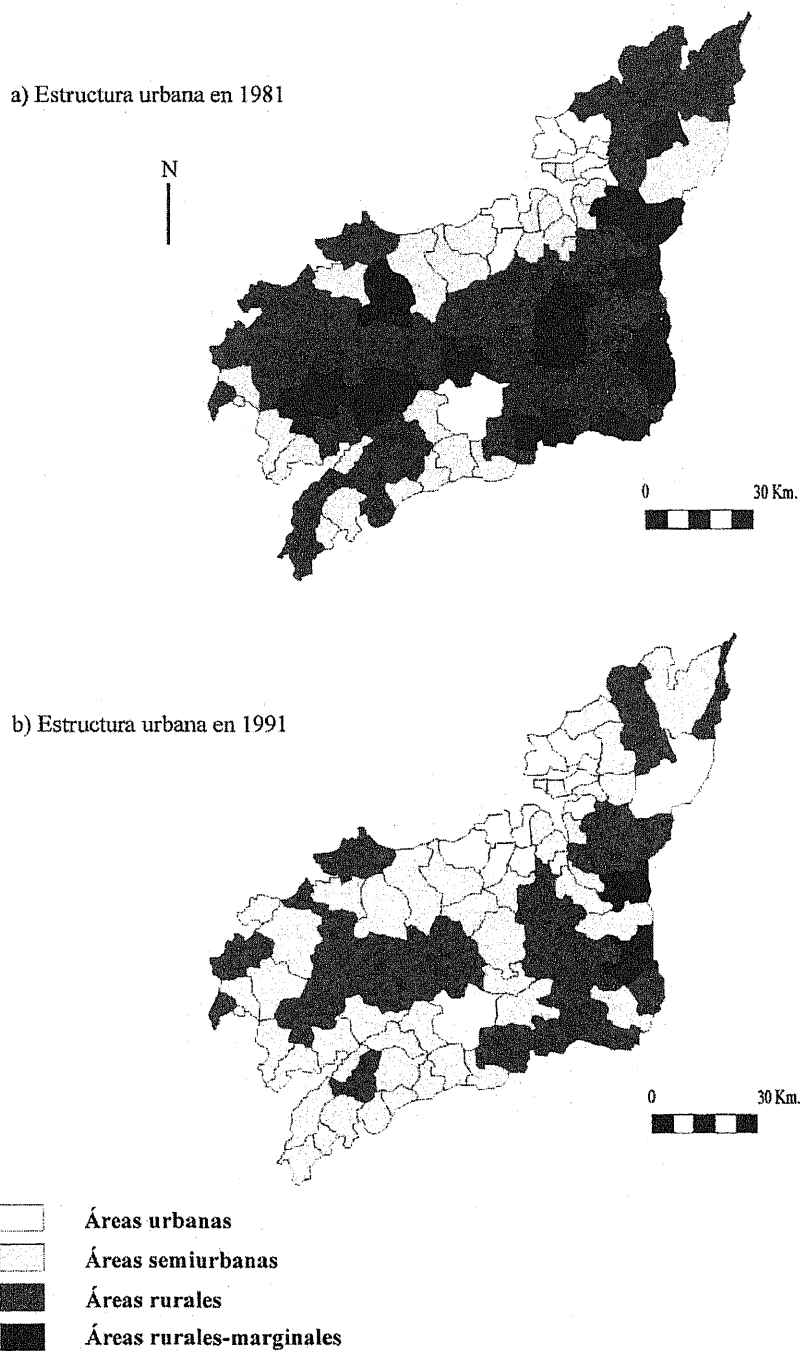 a) Estructura urbana en 1981
N
0 30 Km.
b) Estructura urbana en 1991
0 30 Km.
Áreas urbanas
Áreas semiurbanas
Áreas rurales
Áreas rurales-marginales